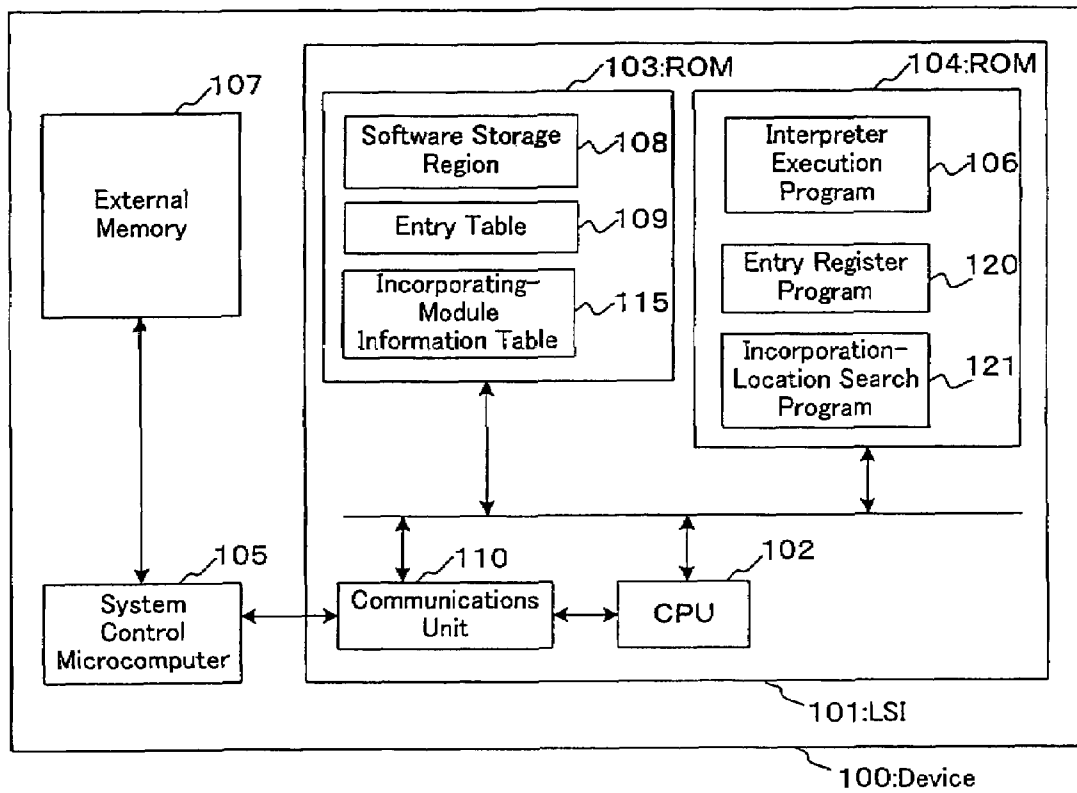 107
External
Memory
103:ROM
Software Storage
Region
108
Entry Table
109
Incorporating-
Module
Information Table
115
104:ROM
Interpreter
Execution
Program
106
Entry Register
Program
120
Incorporation-
Location Search
Program
121
105
System
Control
Microcomputer
110
Communications
Unit
102
CPU
101:LSI
100:Device